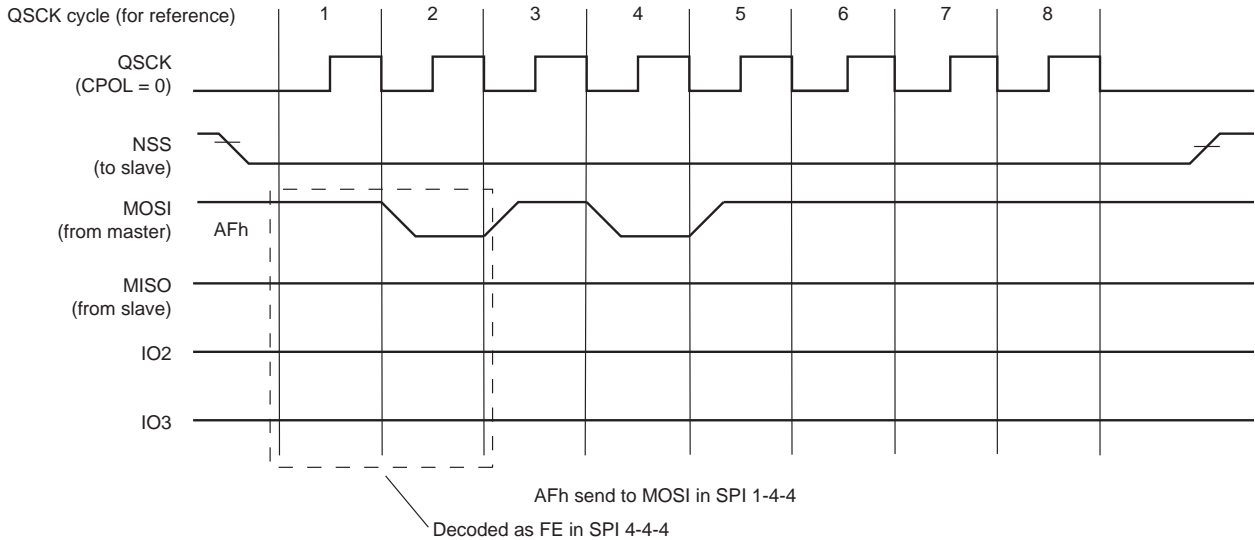 QSCK cycle (for reference) 1 2 3 4 5 6 7 8
QSCK
(CPOL = 0)
NSS
(to slave)
MOSI
(from master)
AFh
MISO
(from slave)
IO2
IO3
AFh send to MOSI in SPI 1-4-4
Decoded as FE in SPI 4-4-4